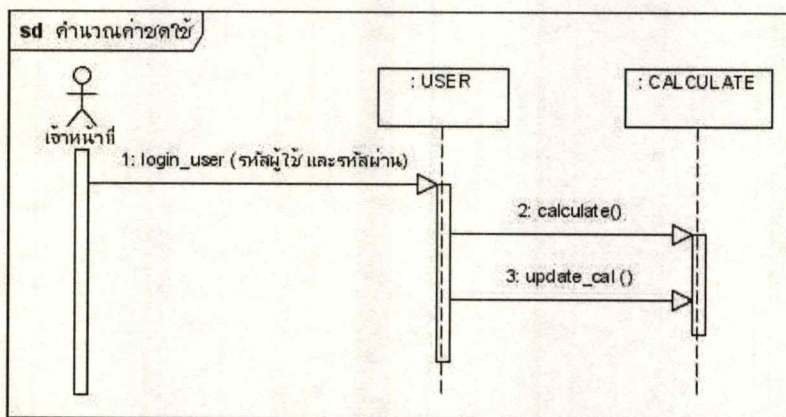 sd คำนวณค่าชดใช้
: USER
: CALCULATE
เจ้าหน้าที่
1: login_user (รหัสผู้ใช้ และรหัสผ่าน)
2: calculate()
3: update_cal ()